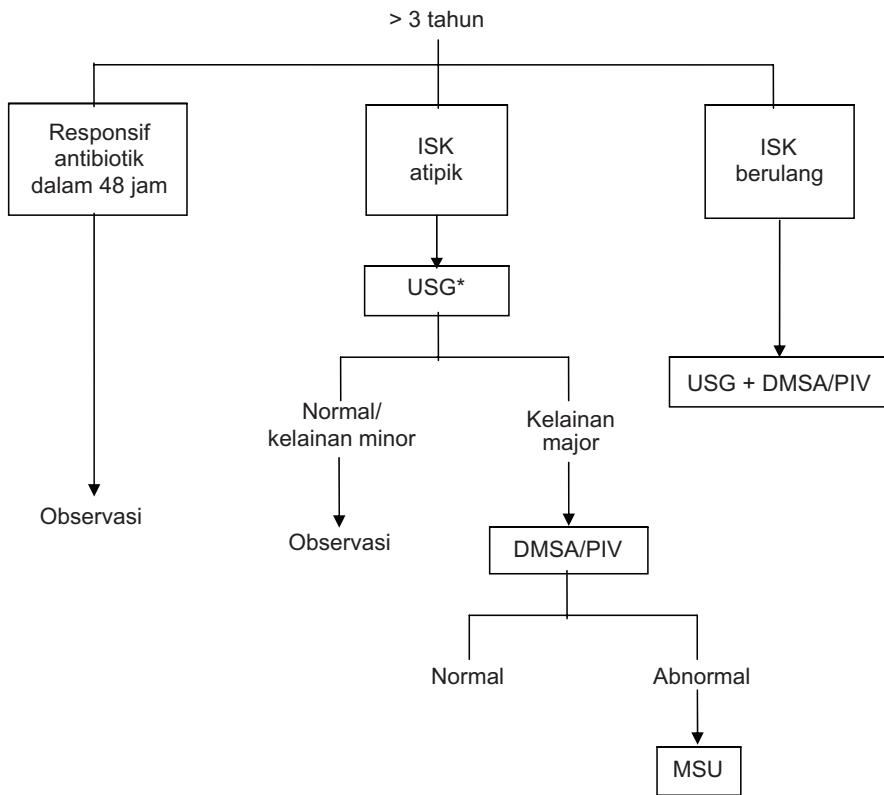 > 3 tahun
Responsif
antibiotik
dalam 48 jam
ISK
atipik
ISK
berulang
USG*
USG + DMSA/PIV
Normal/
kelainan minor
Kelainan
major
Observasi
Observasi
DMSA/PIV
Normal
Abnormal
MSU